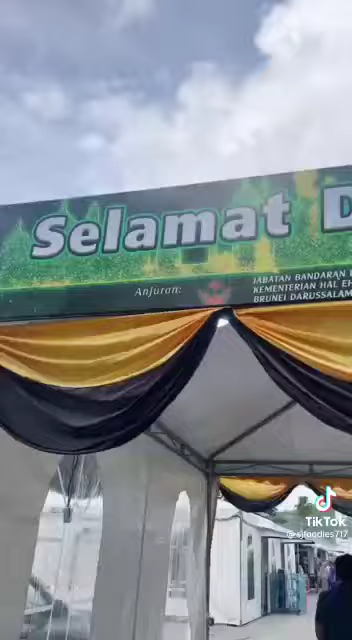 Selamat D
Anjuran:
JABATAN BANDARAN
KEMENTERIAN HAL EH
BRUNEI DARUSSALAM
TikTok
@sjfoodies717